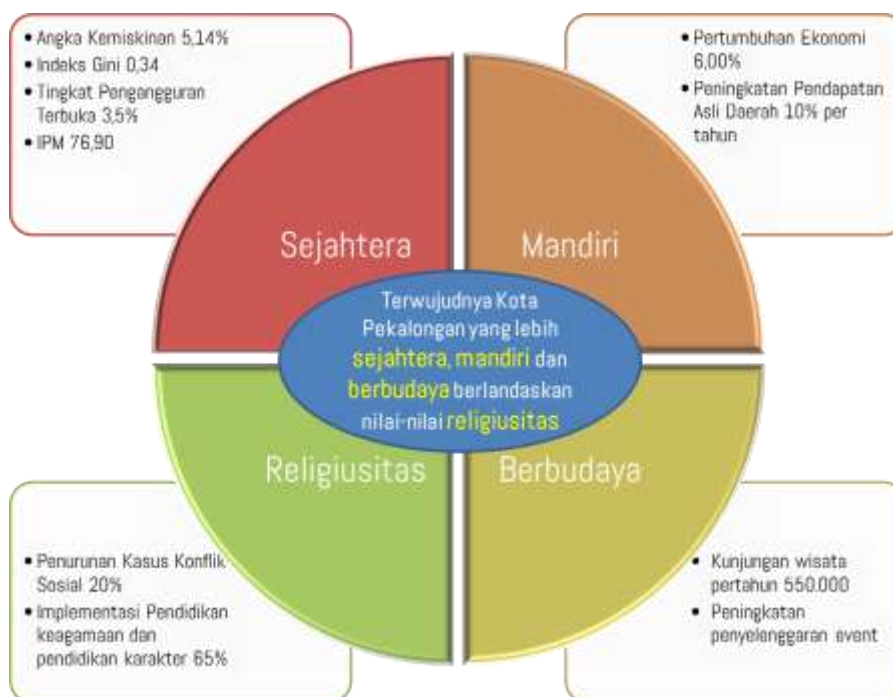 • Angka Kemiskinan 5,14%
• Indeks Gini 0,34
• Tingkat Pengangguran
Terbuka 3,5%
• IPM 76,90
• Pertumbuhan Ekonomi
6,00%
• Peningkatan Pendapatan
Asli Daerah 10% per
tahun
Sejahtera
Mandiri
Terwujudnya Kota
Pekalongan yang lebih
sejahtera, mandiri dan
berbudaya berlandaskan
nilai-nilai religiusitas
Religiusitas
Berbudaya
• Penurunan Kasus Konflik
Sosial 20%
• Implementasi Pendidikan
keagamaan dan
pendidikan karakter 65%
• Kunjungan wisata
pertahun 550.000
• Peningkatan
penyelenggaran event